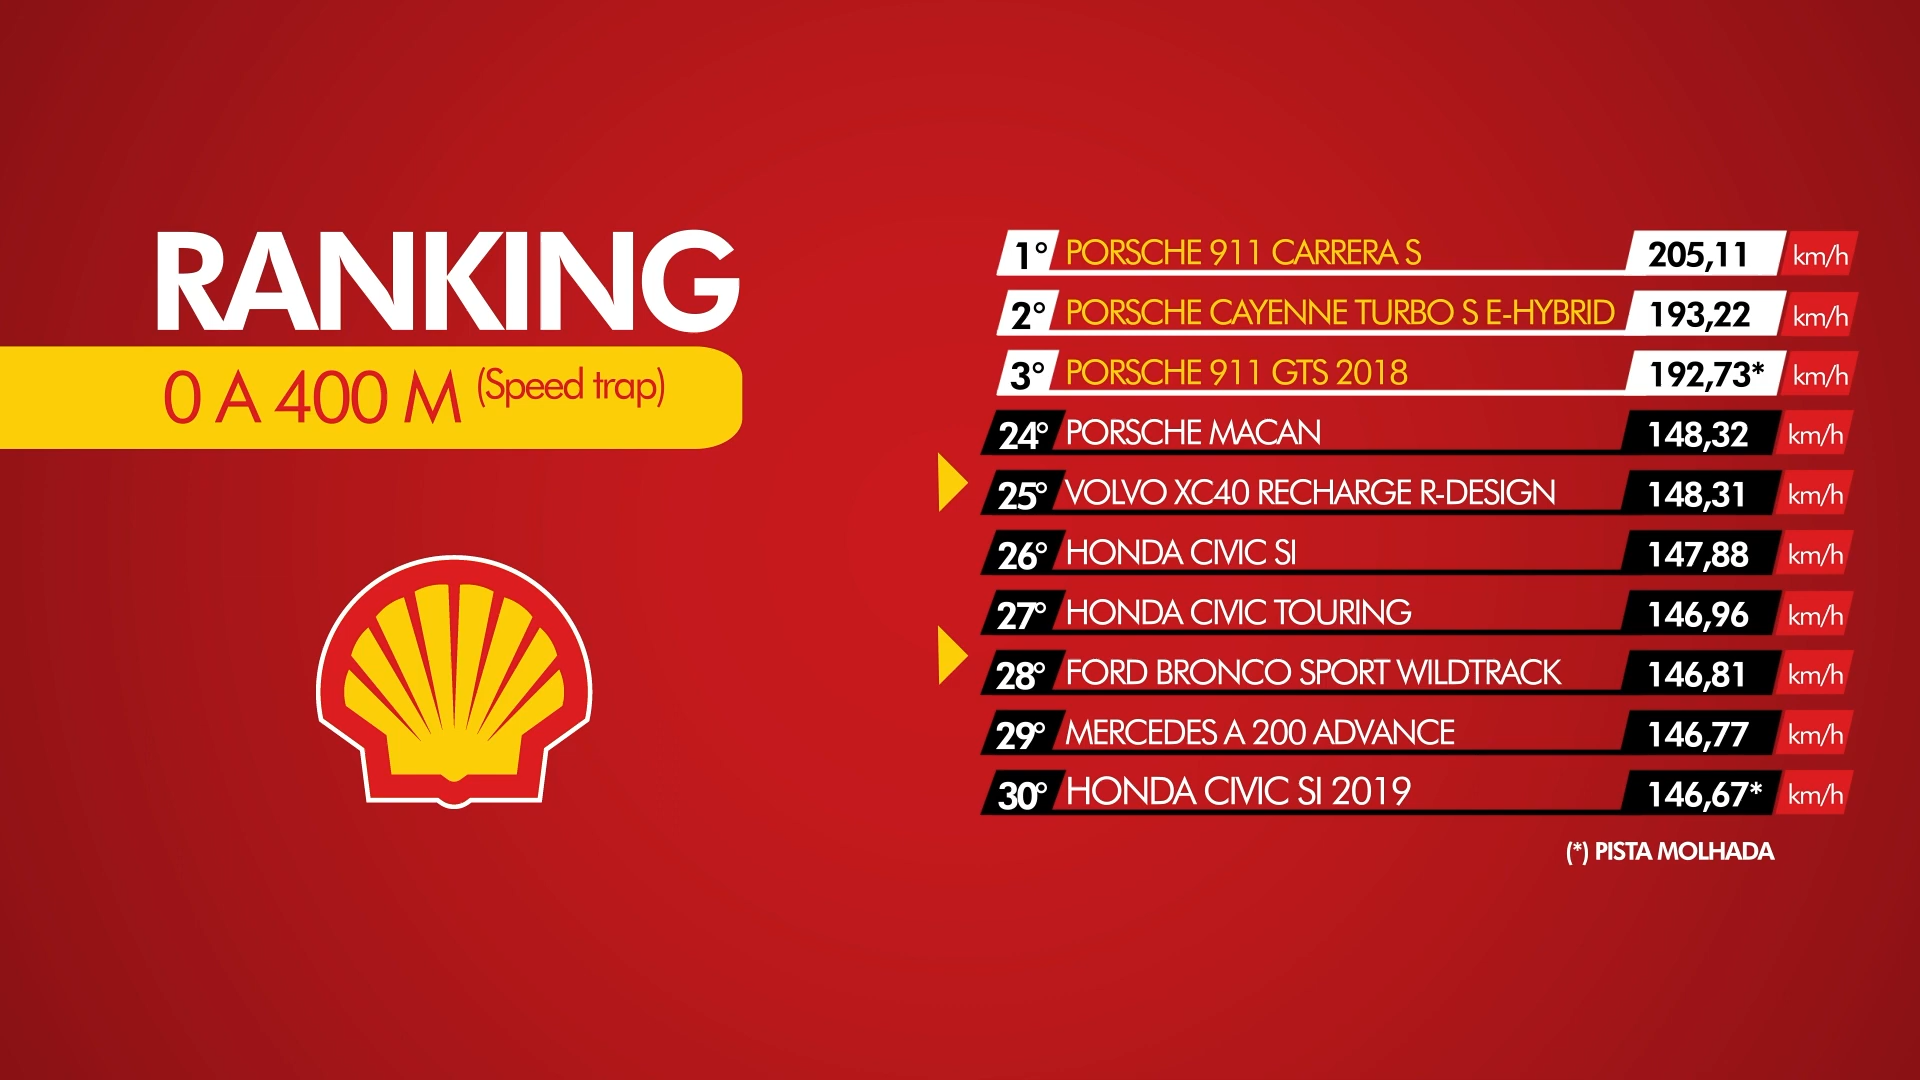 RANKING
0 A 400 M (Speed trap)
1° PORSCHE 911 CARRERA S 205,11 km/h
2° PORSCHE CAYENNE TURBO S E-HYBRID 193,22 km/h
3° PORSCHE 911 GTS 2018 192,73* km/h
24° PORSCHE MACAN 148,32 km/h
25° VOLVO XC40 RECHARGE R-DESIGN 148,31 km/h
26° HONDA CIVIC SI 147,88 km/h
27° HONDA CIVIC TOURING 146,96 km/h
28° FORD BRONCO SPORT WILDTRACK 146,81 km/h
29° MERCEDES A 200 ADVANCE 146,77 km/h
30° HONDA CIVIC SI 2019 146,67* km/h
(*) PISTA MOLHADA